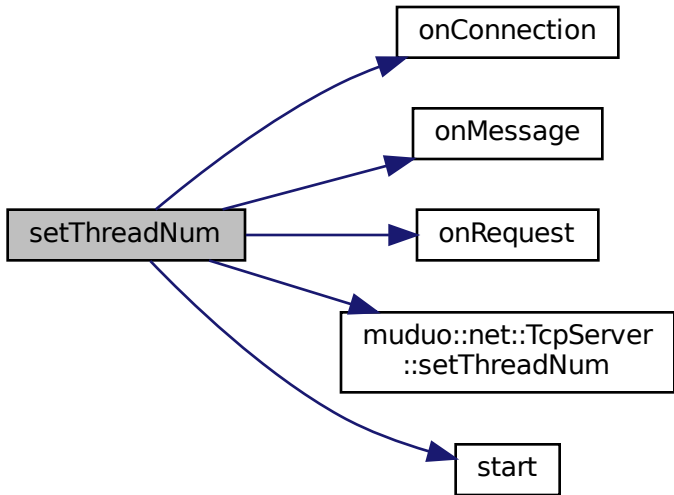 onConnection
onMessage
setThreadNum
onRequest
muduo::net::TcpServer
::setThreadNum
start